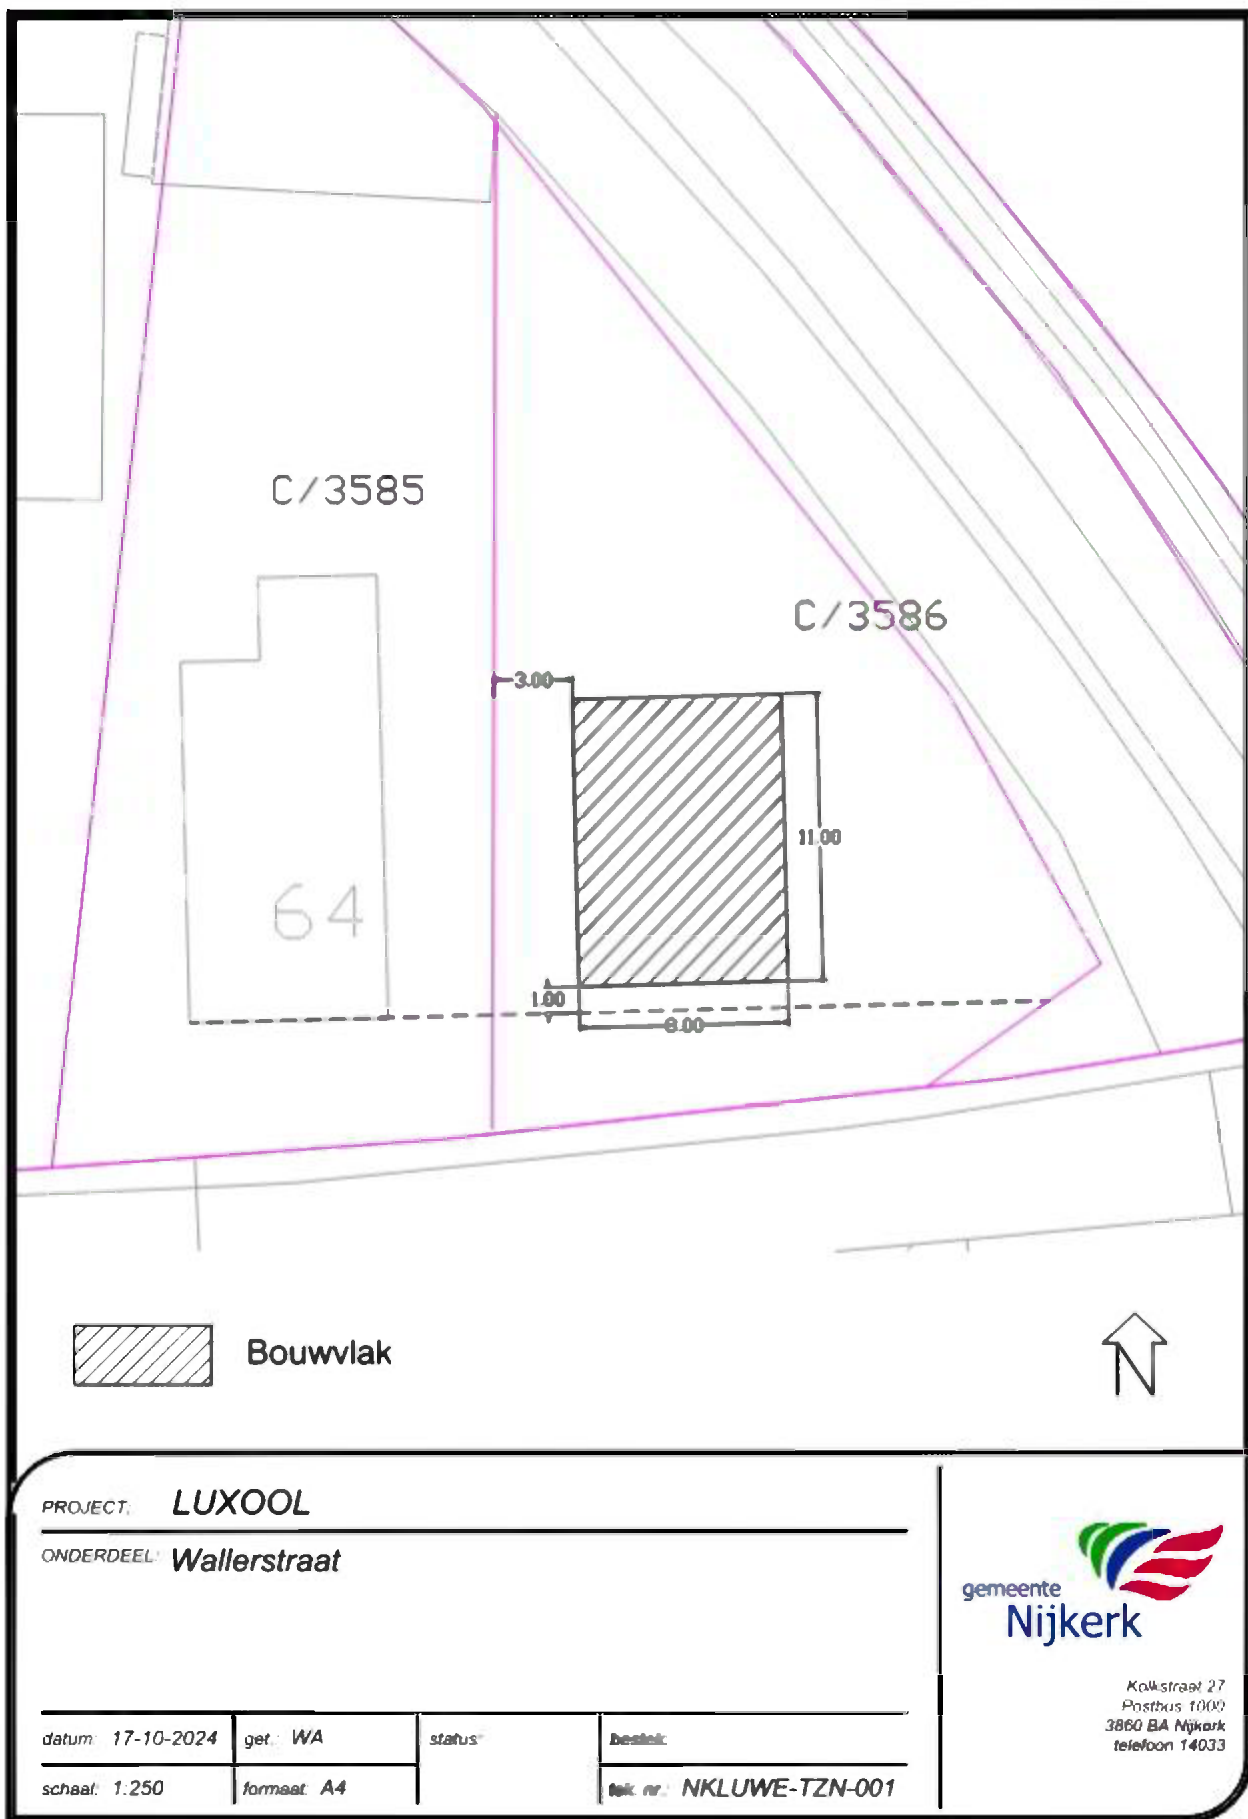 C/3585
C/3586
3.00
11.00
64
1.00
8.00
Bouwvlak
N
PROJECT: LUXOOL
ONDERDEEL: Wallerstraat
gemeente
Nijkerk
Kolkstraat 27
Postbus 1000
3860 BA Nijkerk
telefoon 14033
datum: 17-10-2024 get.: WA status: bestek:
schaal: 1:250 formaat: A4 tek. nr.: NKLUWE-TZN-001